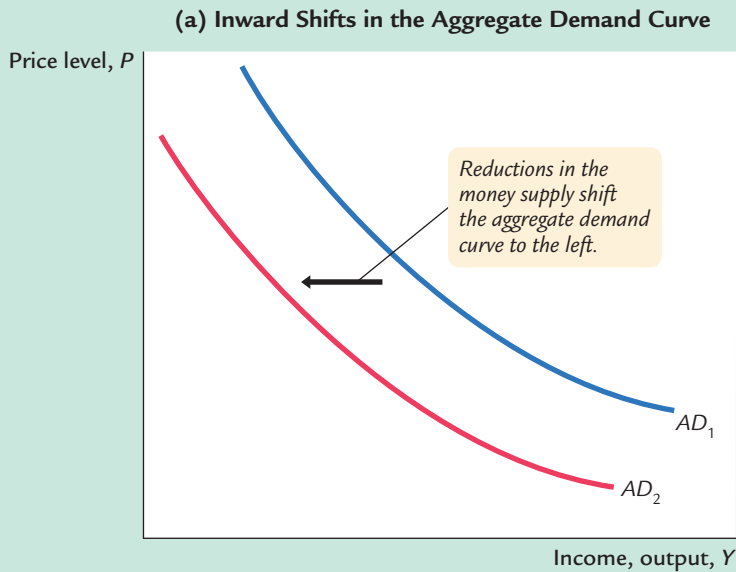 (a) Inward Shifts in the Aggregate Demand Curve
Price level, P
Reductions in the
money supply shift
the aggregate demand
curve to the left.
AD₁
AD₂
Income, output, Y